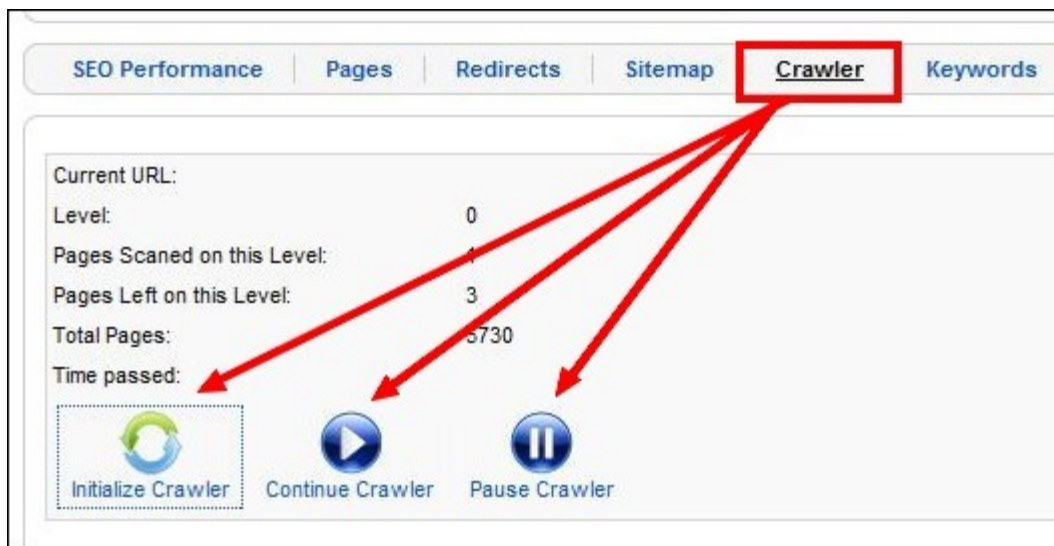 SEO Performance Pages Redirects Sitemap Crawler Keywords
Current URL:
Level: 0
Pages Scaned on this Level:
Pages Left on this Level: 3
Total Pages: 5730
Time passed:
Initialize Crawler Continue Crawler Pause Crawler